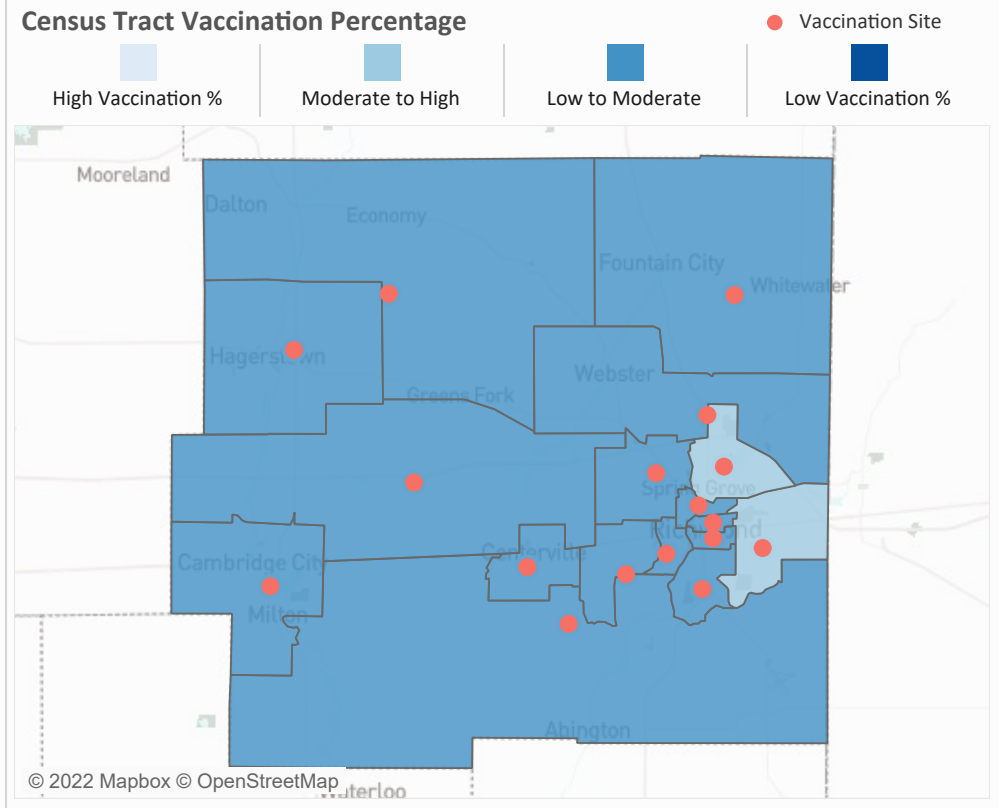 Census Tract Vaccination Percentage
Vaccination Site
High Vaccination %
Moderate to High
Low to Moderate
Low Vaccination %
Mooreland
Dalton
Economy
Fountain City
Whitewater
Hagerstown
Webster
Greens Fork
Spring Grove
Richmond
Centerville
Cambridge City
Milton
Abington
© 2022 Mapbox © OpenStreetMap
Waterloo